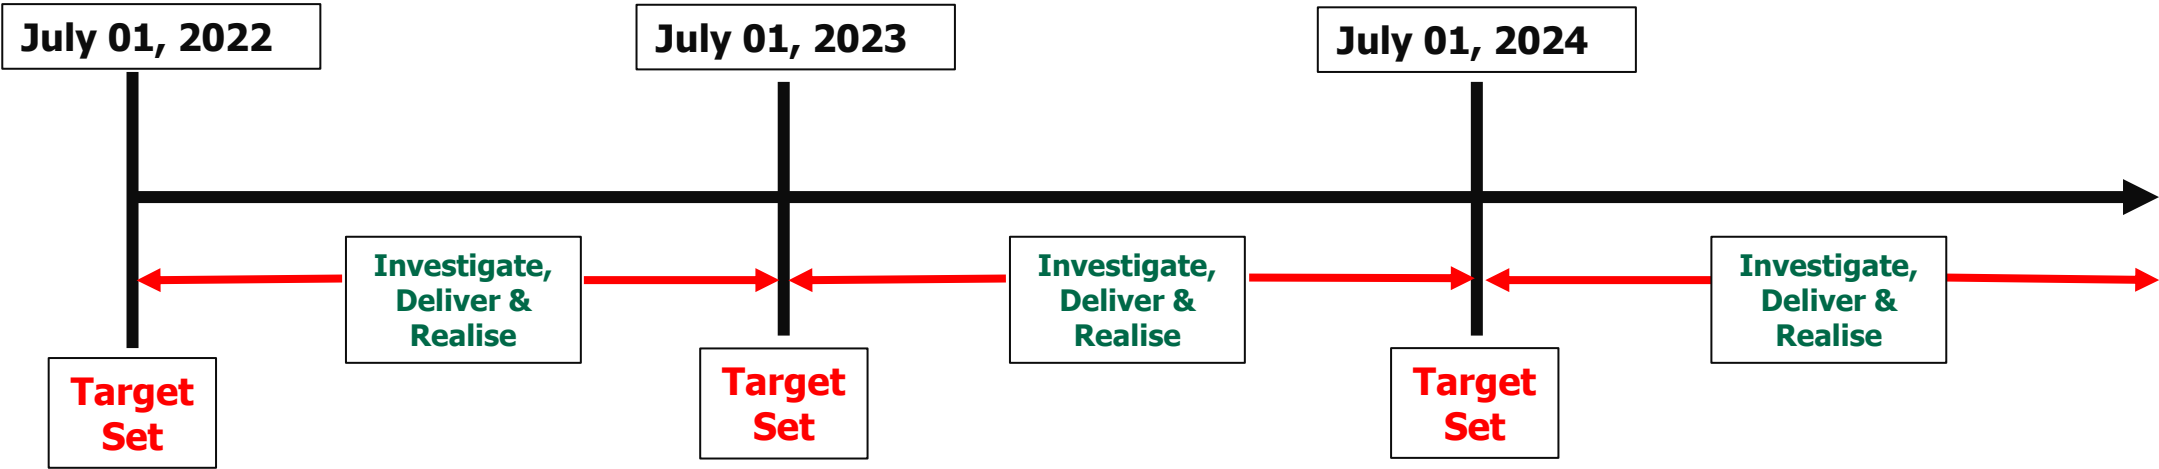 July 01, 2022
July 01, 2023
July 01, 2024
Investigate,
Deliver &
Realise
Investigate,
Deliver &
Realise
Investigate,
Deliver &
Realise
Target
Set
Target
Set
Target
Set